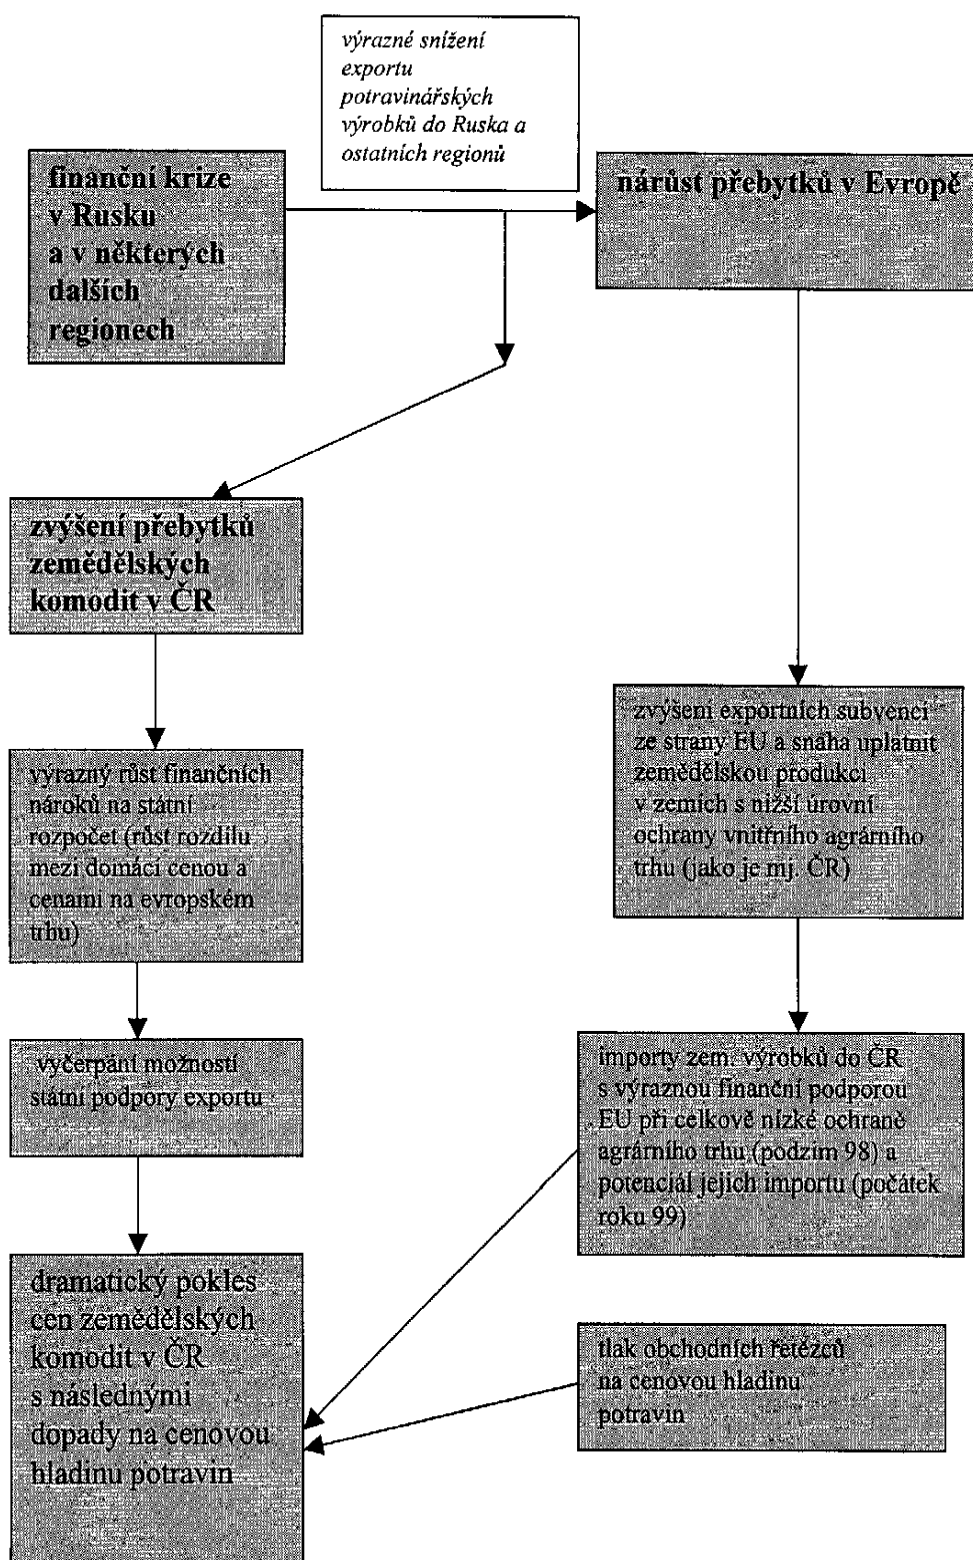 výrazné snížení
exportu
potravinářských
výrobků do Ruska a
ostatních regionů
finanční krize
v Rusku
a v některých
dalších
regionech
nárůst přebytků v Evropě
zvýšení přebytků
zemědělských
komodit v ČR
výrazný růst finančních
nároků na státní
rozpočet (růst rozdílu
mezi domácí cenou a
cenami na evropském
trhu)
vyčerpání možností
státní podpory exportu
dramatický pokles
cen zemědělských
komodit v ČR
s následnými
dopady na cenovou
hladinu potravin
zvýšení exportních subvencí
ze strany EU a snaha uplatnit
zemědělskou produkci
v zemích s nižší úrovní
ochrany vnitřního agrárního
trhu (jako je mj. ČR)
importy zem. výrobků do ČR
s výraznou finanční podporou
EU při celkově nízké ochraně
agrárního trhu (podzim 98) a
potenciál jejich importu (počátek
roku 99)
tlak obchodních řetězců
na cenovou hladinu
potravin